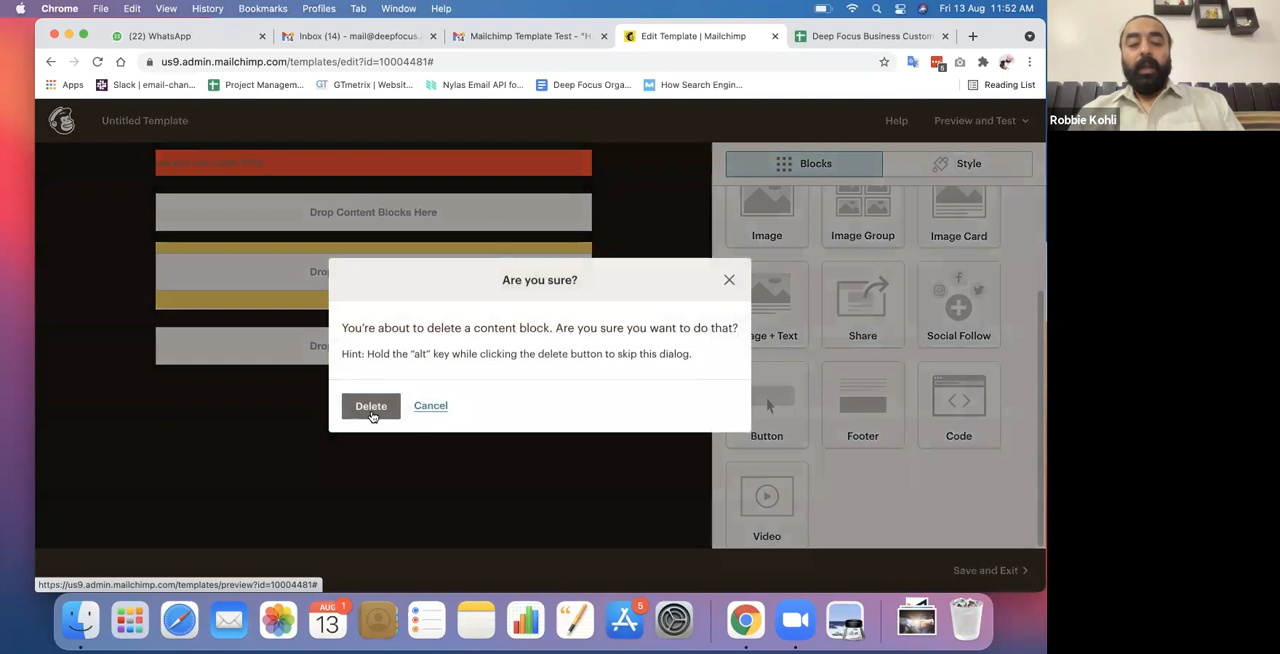 Chrome File Edit View History Bookmarks Profiles Tab Window Help Fri 13 Aug 11:52 AM
(22) WhatsApp Inbox (14) - mail@deepfocus. Mailchimp Template Test - "H Edit Template | Mailchimp Deep Focus Business Custom
us9.admin.mailchimp.com/templates/edit?id=10004481#
Apps Slack | email-chan... Project Managem... GT GTmetrix | Websit... Nylas Email API fo... Deep Focus Orga... How Search Engin... Reading List
Robbie Kohli
Untitled Template Help Preview and Test
Blocks Style
Drop Content Blocks Here
Image Image Group Image Card
Dro
Are you sure?
You're about to delete a content block. Are you sure you want to do that?
Hint: Hold the "alt" key while clicking the delete button to skip this dialog.
Delete Cancel
Dro
ge + Text Share Social Follow
Button Footer Code
Video
Save and Exit
https://us9.admin.mailchimp.com/templates/preview?id=10004481#
AUG 1
13
5